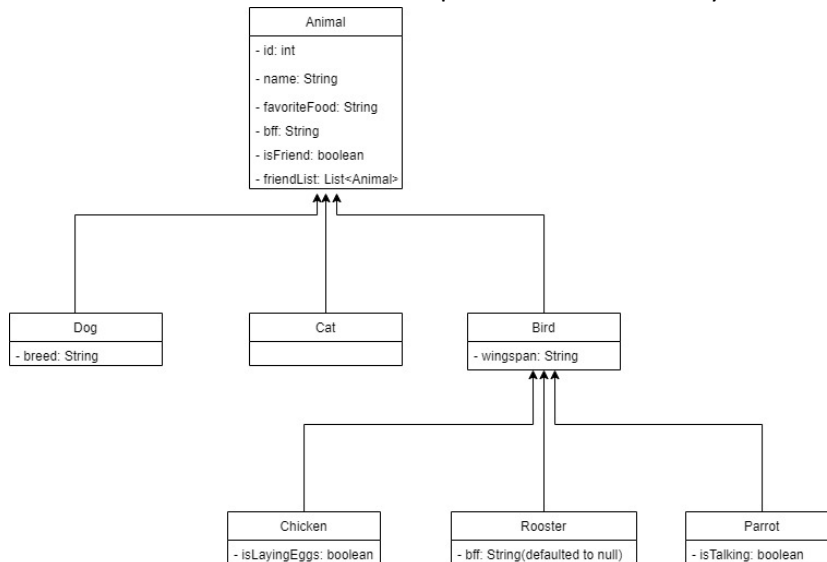 Animal
- id: int
- name: String
- favoriteFood: String
- bff: String
- isFriend: boolean
- friendList: List<Animal>
Dog
- breed: String
Cat
Bird
- wingspan: String
Chicken
- isLayingEggs: boolean
Rooster
- bff: String(defaulted to null)
Parrot
- isTalking: boolean